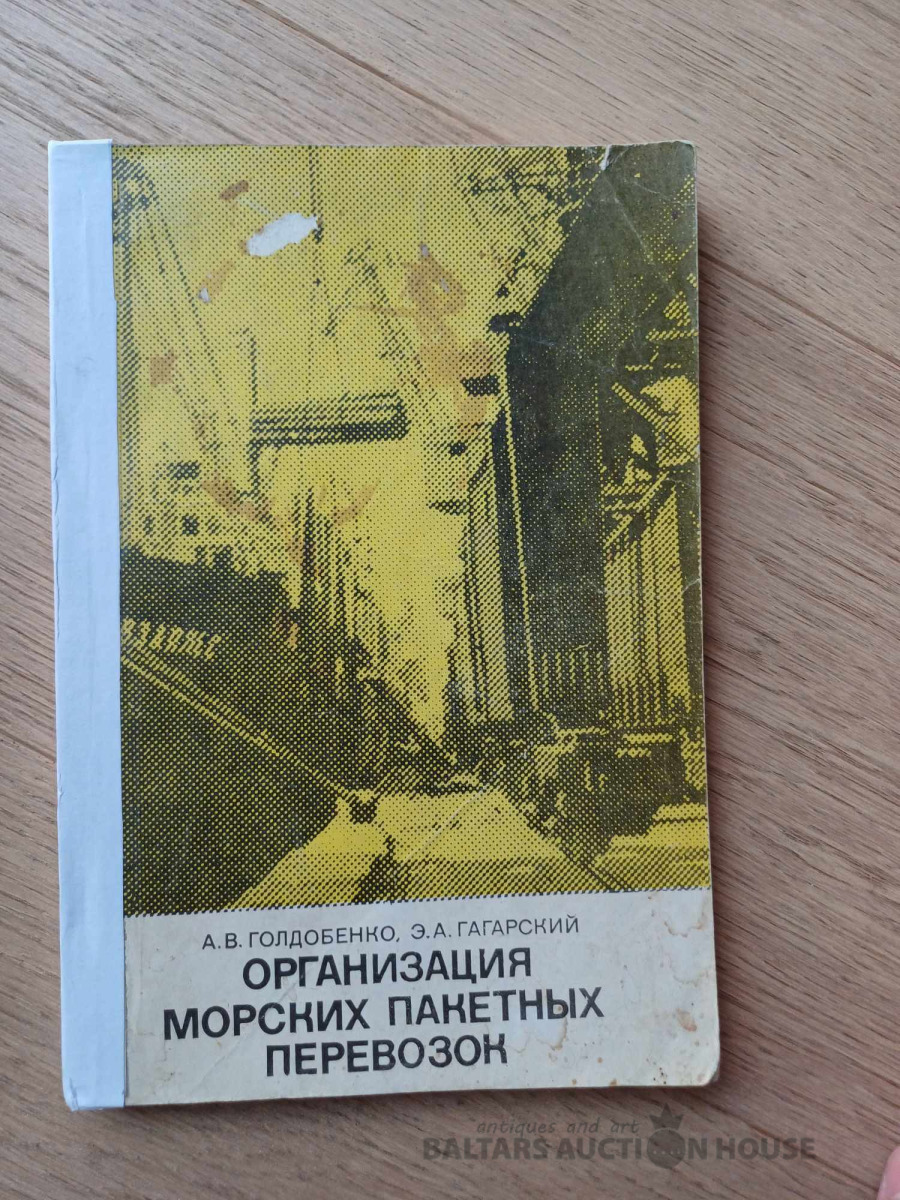 А.В. ГОЛДОБЕНКО, Э.А. ГАГАРСКИЙ
ОРГАНИЗАЦИЯ
МОРСКИХ ПАКЕТНЫХ
ПЕРЕВОЗОК
antiques and art
BALTARS AUCTION HOUSE